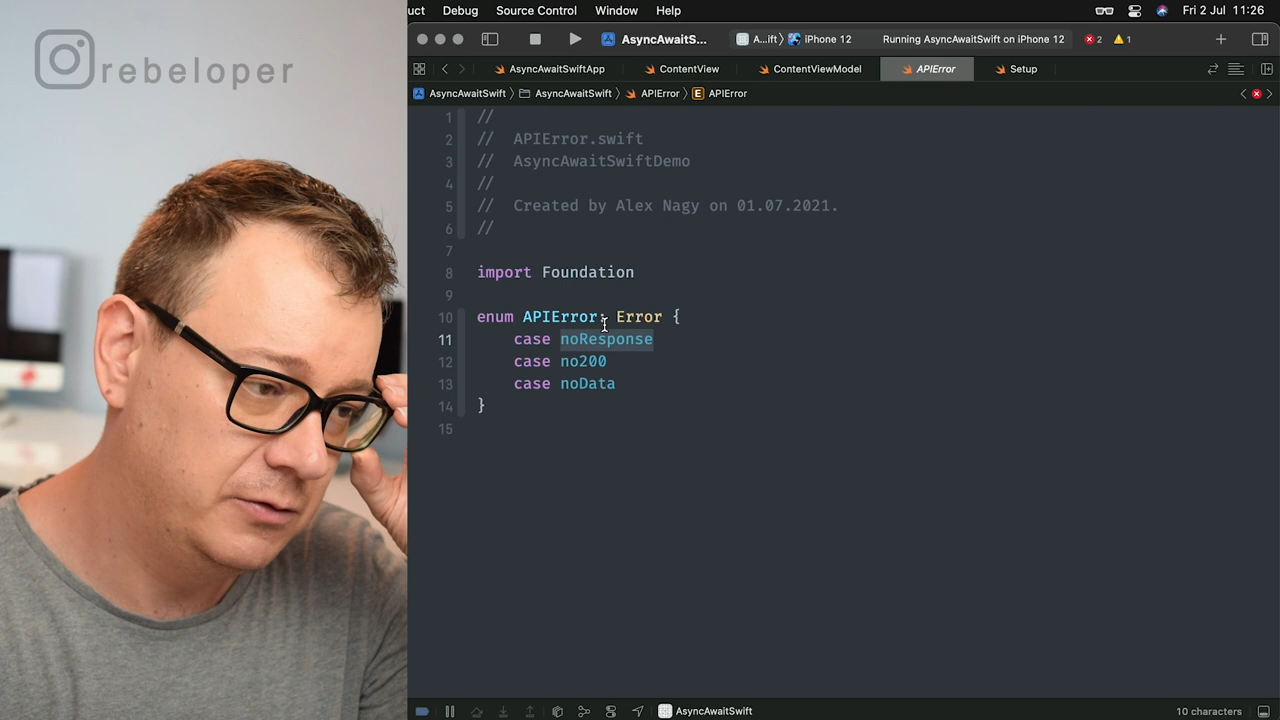 rebeloper
uct Debug Source Control Window Help Fri 2 Jul 11:26
AsyncAwaitS... A...ift⟩ iPhone 12 Running AsyncAwaitSwift on iPhone 12 2 1
AsyncAwaitSwiftApp ContentView ContentViewModel APIError Setup
AsyncAwaitSwift AsyncAwaitSwift APIError E APIError
1 //
2 // APIError.swift
3 // AsyncAwaitSwiftDemo
4 //
5 // Created by Alex Nagy on 01.07.2021.
6 //
7
8 import Foundation
9
10 enum APIError: Error {
11 case noResponse
12 case no200
13 case noData
14 }
15
AsyncAwaitSwift 10 characters